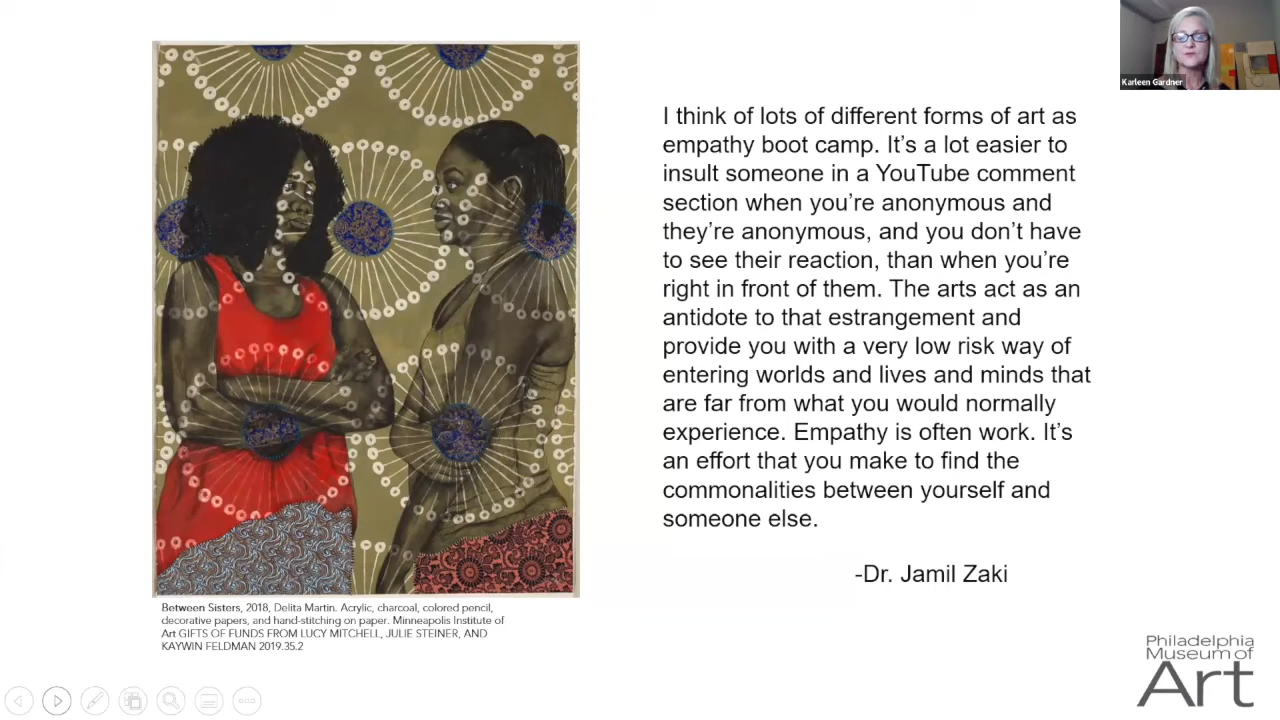 Karleen Gardner
I think of lots of different forms of art as
empathy boot camp. It’s a lot easier to
insult someone in a YouTube comment
section when you’re anonymous and
they’re anonymous, and you don’t have
to see their reaction, than when you’re
right in front of them. The arts act as an
antidote to that estrangement and
provide you with a very low risk way of
entering worlds and lives and minds that
are far from what you would normally
experience. Empathy is often work. It’s
an effort that you make to find the
commonalities between yourself and
someone else.
-Dr. Jamil Zaki
Between Sisters, 2018, Delita Martin. Acrylic, charcoal, colored pencil,
decorative papers, and hand-stitching on paper. Minneapolis Institute of
Art GIFTS OF FUNDS FROM LUCY MITCHELL, JULIE STEINER, AND
KAYWIN FELDMAN 2019.35.2
Philadelphia
Museum of
Art